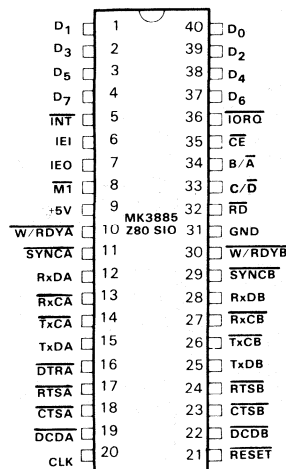 D1 1 40 D0
D3 2 39 D2
D5 3 38 D4
D7 4 37 D6
INT 5 36 IORQ
IEI 6 35 CE
IEO 7 34 B/A
M1 8 33 C/D
+5V 9 32 RD
MK3885
W/RDYA 10 Z80 SIO 31 GND
SYNCA 11 30 W/RDYB
RxDA 12 29 SYNCB
RxCA 13 28 RxDB
TxCA 14 27 RxCB
TxDA 15 26 TxCB
DTRA 16 25 TxDB
RTSA 17 24 RTSB
CTSA 18 23 CTSB
DCDA 19 22 DCDB
CLK 20 21 RESET